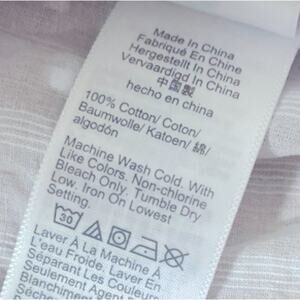 Made In China
Fabriqué En Chine
Hergestellt In China
Vervaardigd In China
中国製
hecho en china
100% Cotton/ Coton/
Baumwolle/ Katoen/ 綿/
algodón
Machine Wash Cold. With
Like Colors. Non-chlorine
Bleach Only. Tumble Dry
Low. Iron On Lowest
Setting.
30
Laver À La Machine À
L'eau Froide. Laver En
Séparant Les Couleurs
Seulement Agent
Blanchiment